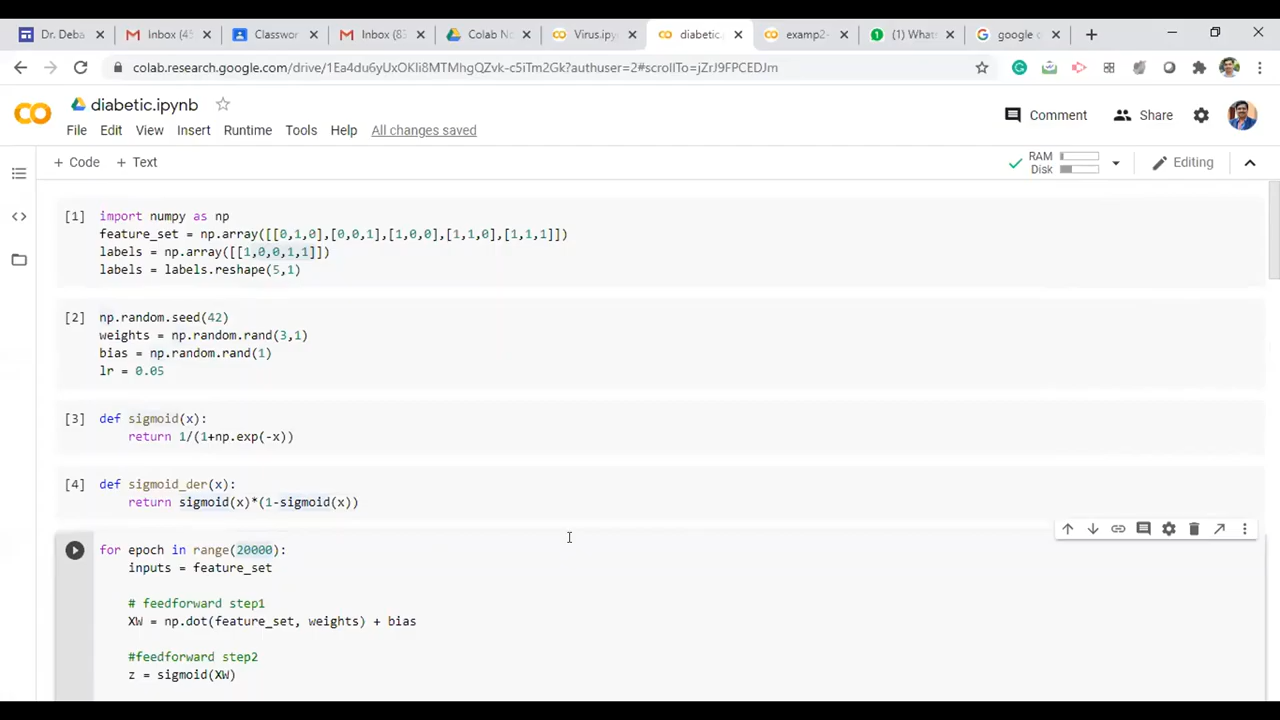 Dr. Deba
Inbox (45
Classwor
Inbox (83
Colab No
Virus.ipy
diabetic.
examp2-
(1) Whats
google c
colab.research.google.com/drive/1Ea4du6yUxOKli8MTMhgQZvk-c5iTm2Gk?authuser=2#scrollTo=jZrJ9FPCEDJm
diabetic.ipynb
Comment
Share
File Edit View Insert Runtime Tools Help All changes saved
+ Code + Text
RAM
Disk
Editing
[1] import numpy as np
feature_set = np.array([[0,1,0],[0,0,1],[1,0,0],[1,1,0],[1,1,1]])
labels = np.array([[1,0,0,1,1]])
labels = labels.reshape(5,1)
[2] np.random.seed(42)
weights = np.random.rand(3,1)
bias = np.random.rand(1)
lr = 0.05
[3] def sigmoid(x):
return 1/(1+np.exp(-x))
[4] def sigmoid_der(x):
return sigmoid(x)*(1-sigmoid(x))
for epoch in range(20000):
inputs = feature_set
# feedforward step1
XW = np.dot(feature_set, weights) + bias
#feedforward step2
z = sigmoid(XW)